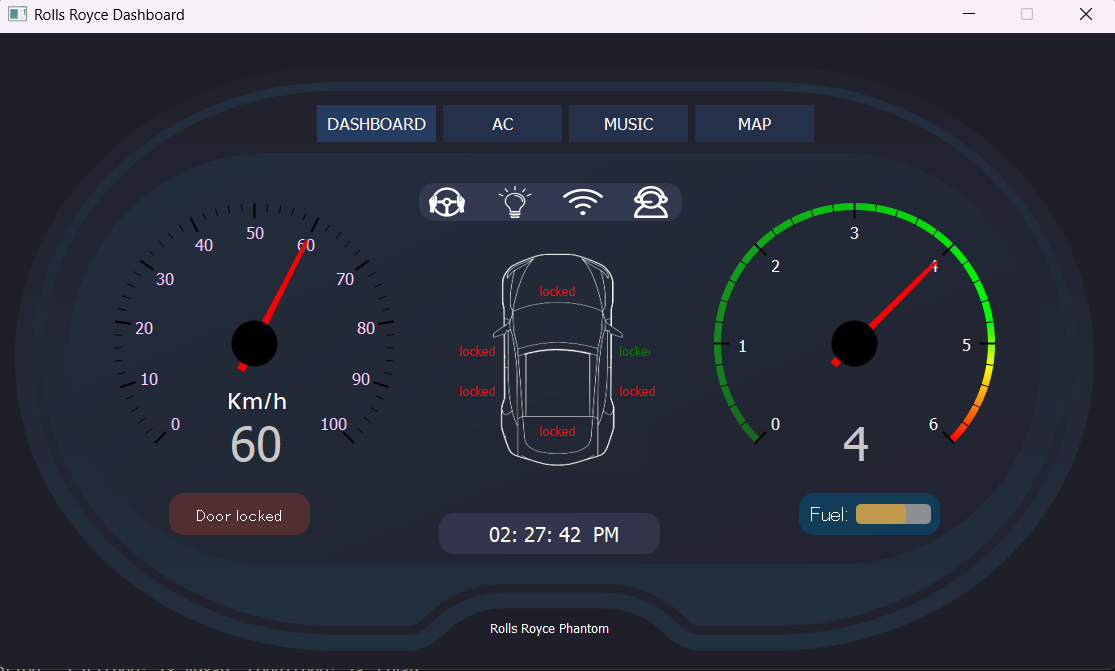 Rolls Royce Dashboard
DASHBOARD AC MUSIC MAP
0 10 20 30 40 50 60 70 80 90 100
Km/h
60
locked
locked
locked
locked
locked
0 1 2 3 4 5 6
4
Door locked
Fuel:
02: 27: 42 PM
Rolls Royce Phantom